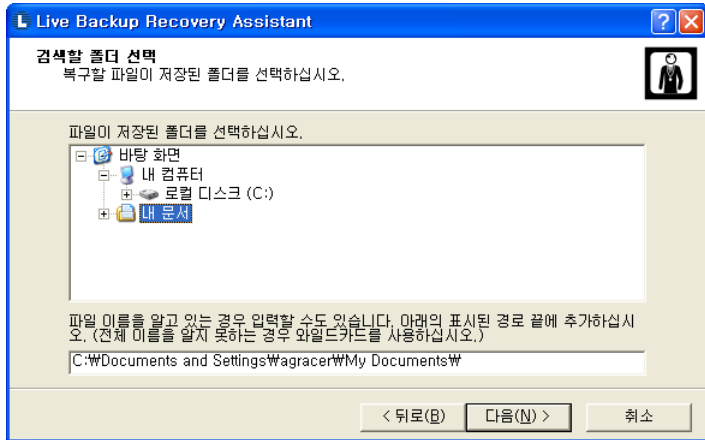 Live Backup Recovery Assistant
검색할 폴더 선택
복구할 파일이 저장된 폴더를 선택하십시오.
파일이 저장된 폴더를 선택하십시오.
바탕 화면
내 컴퓨터
로컬 디스크 (C:)
내 문서
파일 이름을 알고 있는 경우 입력할 수도 있습니다. 아래의 표시된 경로 끝에 추가하십시
오. (전체 이름을 알지 못하는 경우 와일드카드를 사용하십시오.)
C:₩Documents and Settings₩agracer₩My Documents₩
< 뒤로(B) 다음(N) > 취소